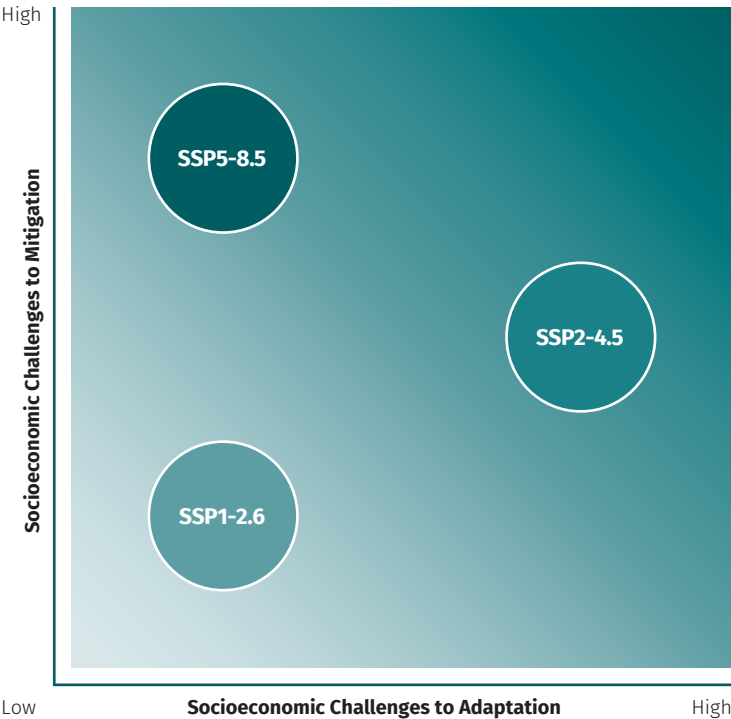 High
Socioeconomic Challenges to Mitigation
SSP5-8.5
SSP2-4.5
SSP1-2.6
Low
Socioeconomic Challenges to Adaptation
High